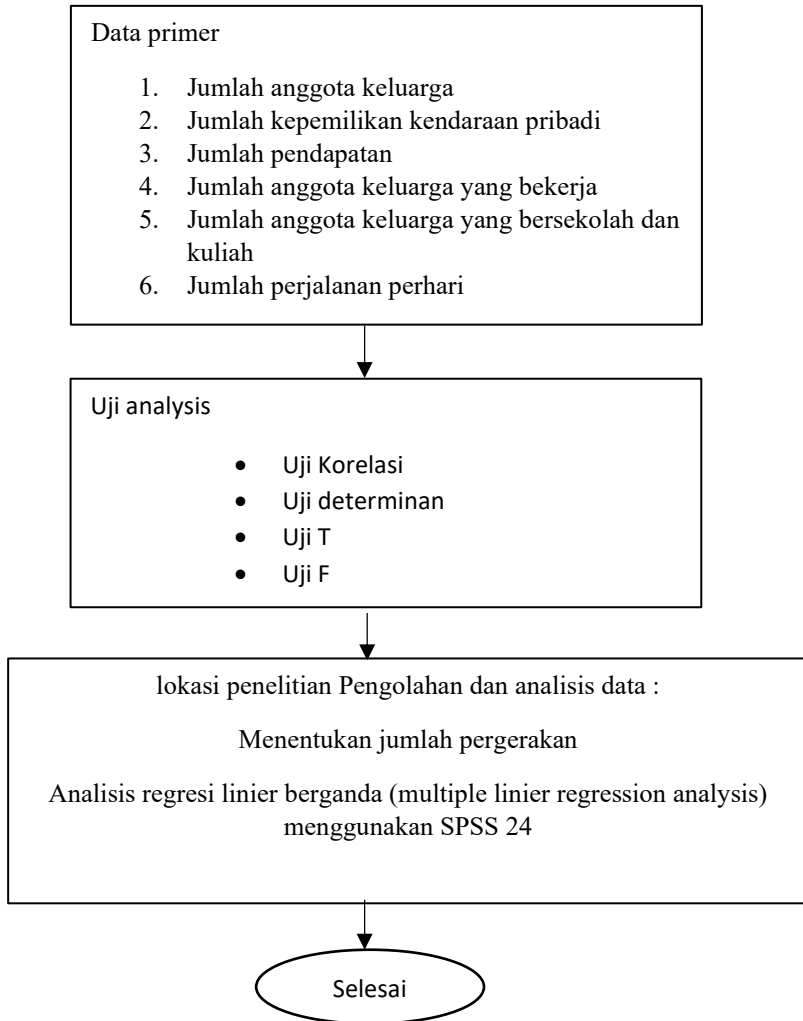 Data primer
1. Jumlah anggota keluarga
2. Jumlah kepemilikan kendaraan pribadi
3. Jumlah pendapatan
4. Jumlah anggota keluarga yang bekerja
5. Jumlah anggota keluarga yang bersekolah dan
kuliah
6. Jumlah perjalanan perhari
Uji analysis
• Uji Korelasi
• Uji determinan
• Uji T
• Uji F
lokasi penelitian Pengolahan dan analisis data :
Menentukan jumlah pergerakan
Analisis regresi linier berganda (multiple linier regression analysis)
menggunakan SPSS 24
Selesai